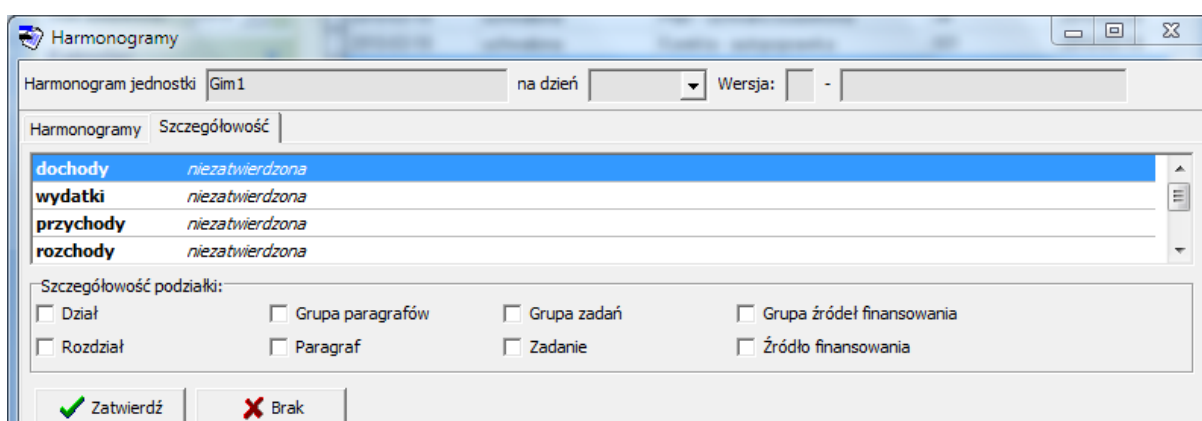 Harmonogramy
Harmonogram jednostki Gim1 na dzień Wersja: -
Harmonogramy Szczegółowość
dochody niezatwierdzona
wydatki niezatwierdzona
przychody niezatwierdzona
rozchody niezatwierdzona
Szczegółowość podziałki:
Dział Grupa paragrafów Grupa zadań Grupa źródeł finansowania
Rozdział Paragraf Zadanie Źródło finansowania
Zatwierdź Brak